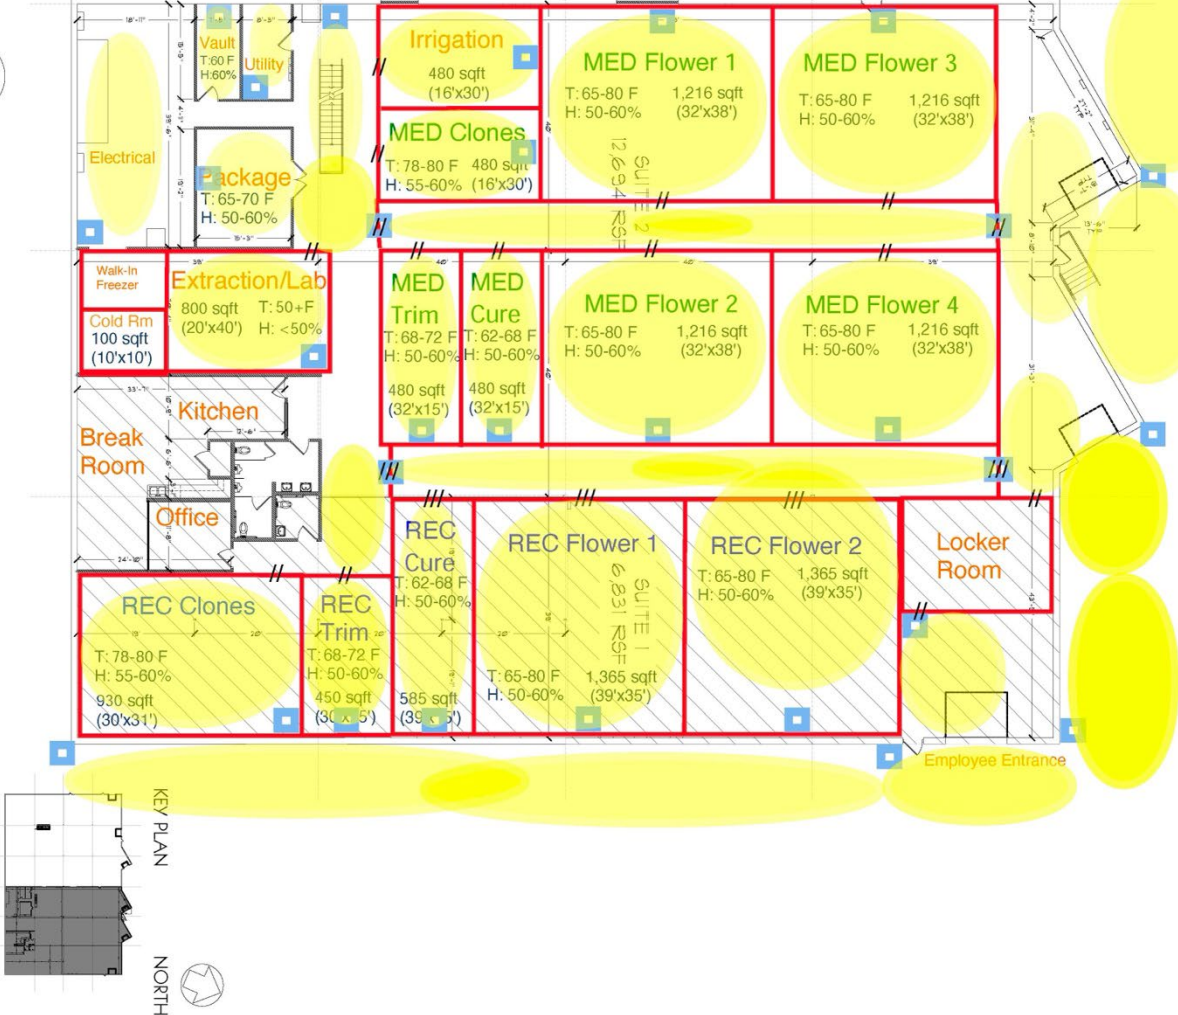 Vault
T:60 F
H:60%
Utility
Electrical
Package
T: 65-70 F
H: 50-60%
Irrigation
480 sqft
(16'x30')
MED Clones
T: 78-80 F 480 sqft
H: 55-60% (16'x30')
MED Flower 1
T: 65-80 F 1,216 sqft
H: 50-60% (32'x38')
MED Flower 3
T: 65-80 F 1,216 sqft
H: 50-60% (32'x38')
SUITE 2
12,694 RSF
Walk-In
Freezer
Cold Rm
100 sqft
(10'x10')
Extraction/Lab
800 sqft T: 50+F
(20'x40') H: <50%
MED
Trim
T: 68-72 F
H: 50-60%
480 sqft
(32'x15')
MED
Cure
T: 62-68 F
H: 50-60%
480 sqft
(32'x15')
MED Flower 2
T: 65-80 F 1,216 sqft
H: 50-60% (32'x38')
MED Flower 4
T: 65-80 F 1,216 sqft
H: 50-60% (32'x38')
Kitchen
Break
Room
Office
REC Clones
T: 78-80 F
H: 55-60%
930 sqft
(30'x31')
REC
Trim
T: 68-72 F
H: 50-60%
450 sqft
REC
Cure
T: 62-68 F
H: 50-60%
585 sqft
REC Flower 1
SUITE 1
6,831 RSF
T: 65-80 F 1,365 sqft
H: 50-60% (39'x35')
REC Flower 2
T: 65-80 F 1,365 sqft
H: 50-60% (39'x35')
Locker
Room
Employee Entrance
KEY PLAN
NORTH